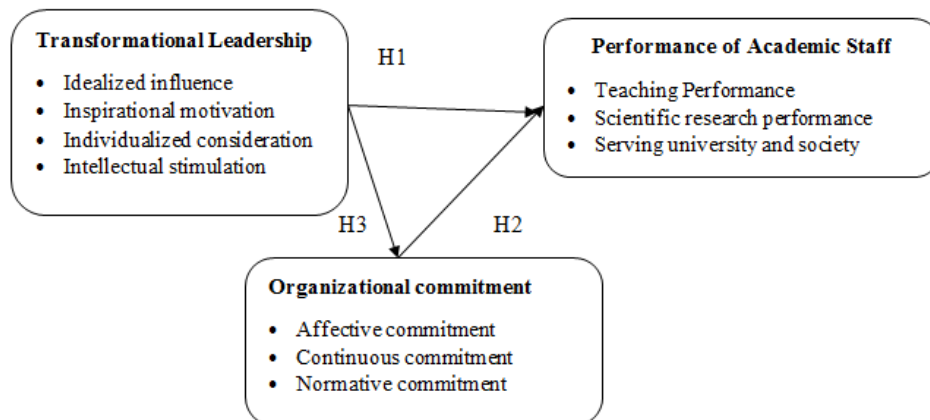 Transformational Leadership
• Idealized influence
• Inspirational motivation
• Individualized consideration
• Intellectual stimulation
H1
Performance of Academic Staff
• Teaching Performance
• Scientific research performance
• Serving university and society
H3
H2
Organizational commitment
• Affective commitment
• Continuous commitment
• Normative commitment